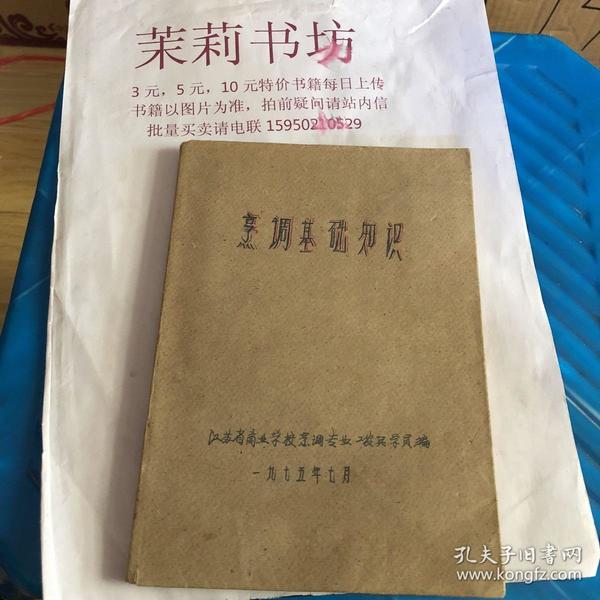 茉莉书坊
3 元，5 元，10 元特价书籍每日上传
书籍以图片为准，拍前疑问请站内信
批量买卖请电联 15950210529
烹调基础知识
江苏省商业学校烹调专业工农兵学员编
一九七五年七月
孔夫子旧书网
www.kongfz.com